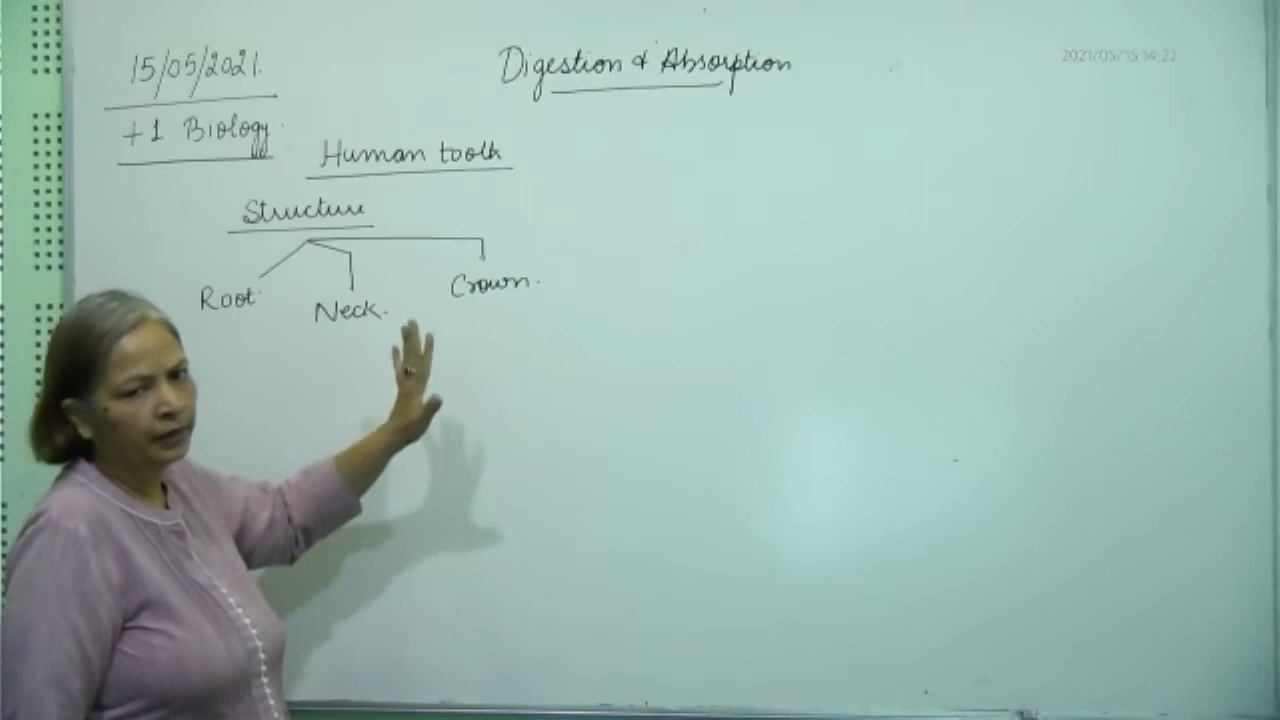 15/05/2021.
Digestion & Absorption
2021/05/15 14:22
+1 Biology.
Human tooth
Structure
Root.
Neck.
Crown.